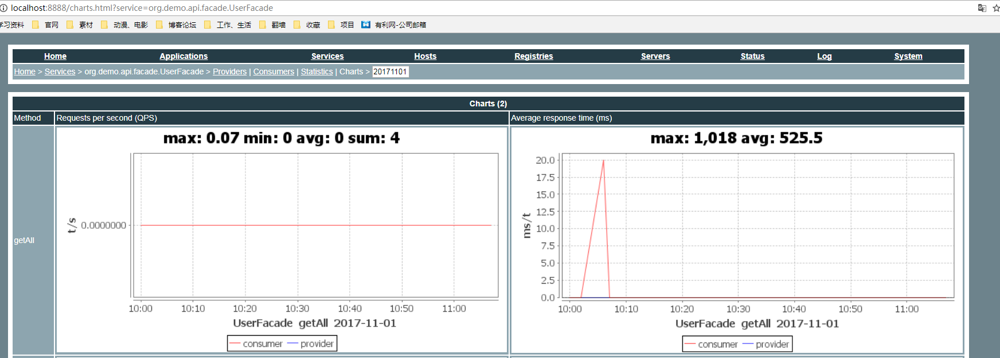 localhost:8888/charts.html?service=org.demo.api.facade.UserFacade
学习资料 官网 素材 动漫、电影 博客论坛 工作、生活 翻墙 收藏 项目 有利网-公司邮箱
Home Applications Services Hosts Registries Servers Status Log System
Home > Services > org.demo.api.facade.UserFacade > Providers | Consumers | Statistics | Charts > 20171101
Charts (2)
Method Requests per second (QPS) Average response time (ms)
getAll
max: 0.07 min: 0 avg: 0 sum: 4
t/s
0.0000000
10:00 10:10 10:20 10:30 10:40 10:50 11:00
UserFacade getAll 2017-11-01
consumer provider
max: 1,018 avg: 525.5
ms/t
20.0
17.5
15.0
12.5
10.0
7.5
5.0
2.5
0.0
10:00 10:10 10:20 10:30 10:40 10:50 11:00
UserFacade getAll 2017-11-01
consumer provider